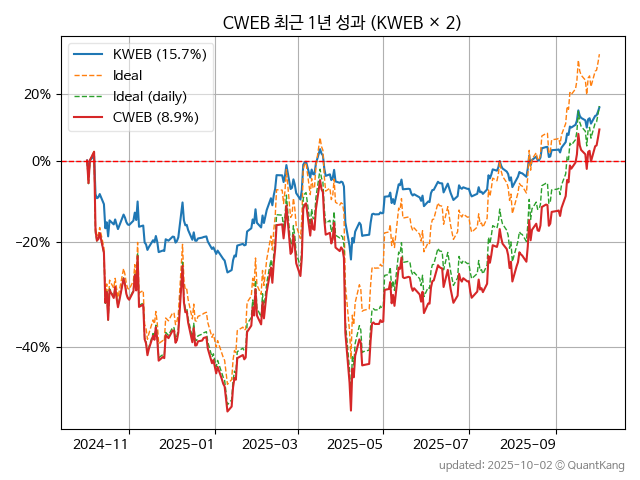 CWEB 최근 1년 성과 (KWEB × 2)
KWEB (15.7%)
Ideal
Ideal (daily)
CWEB (8.9%)
20%
0%
−20%
−40%
2024-11 2025-01 2025-03 2025-05 2025-07 2025-09
updated: 2025-10-02 © QuantKang